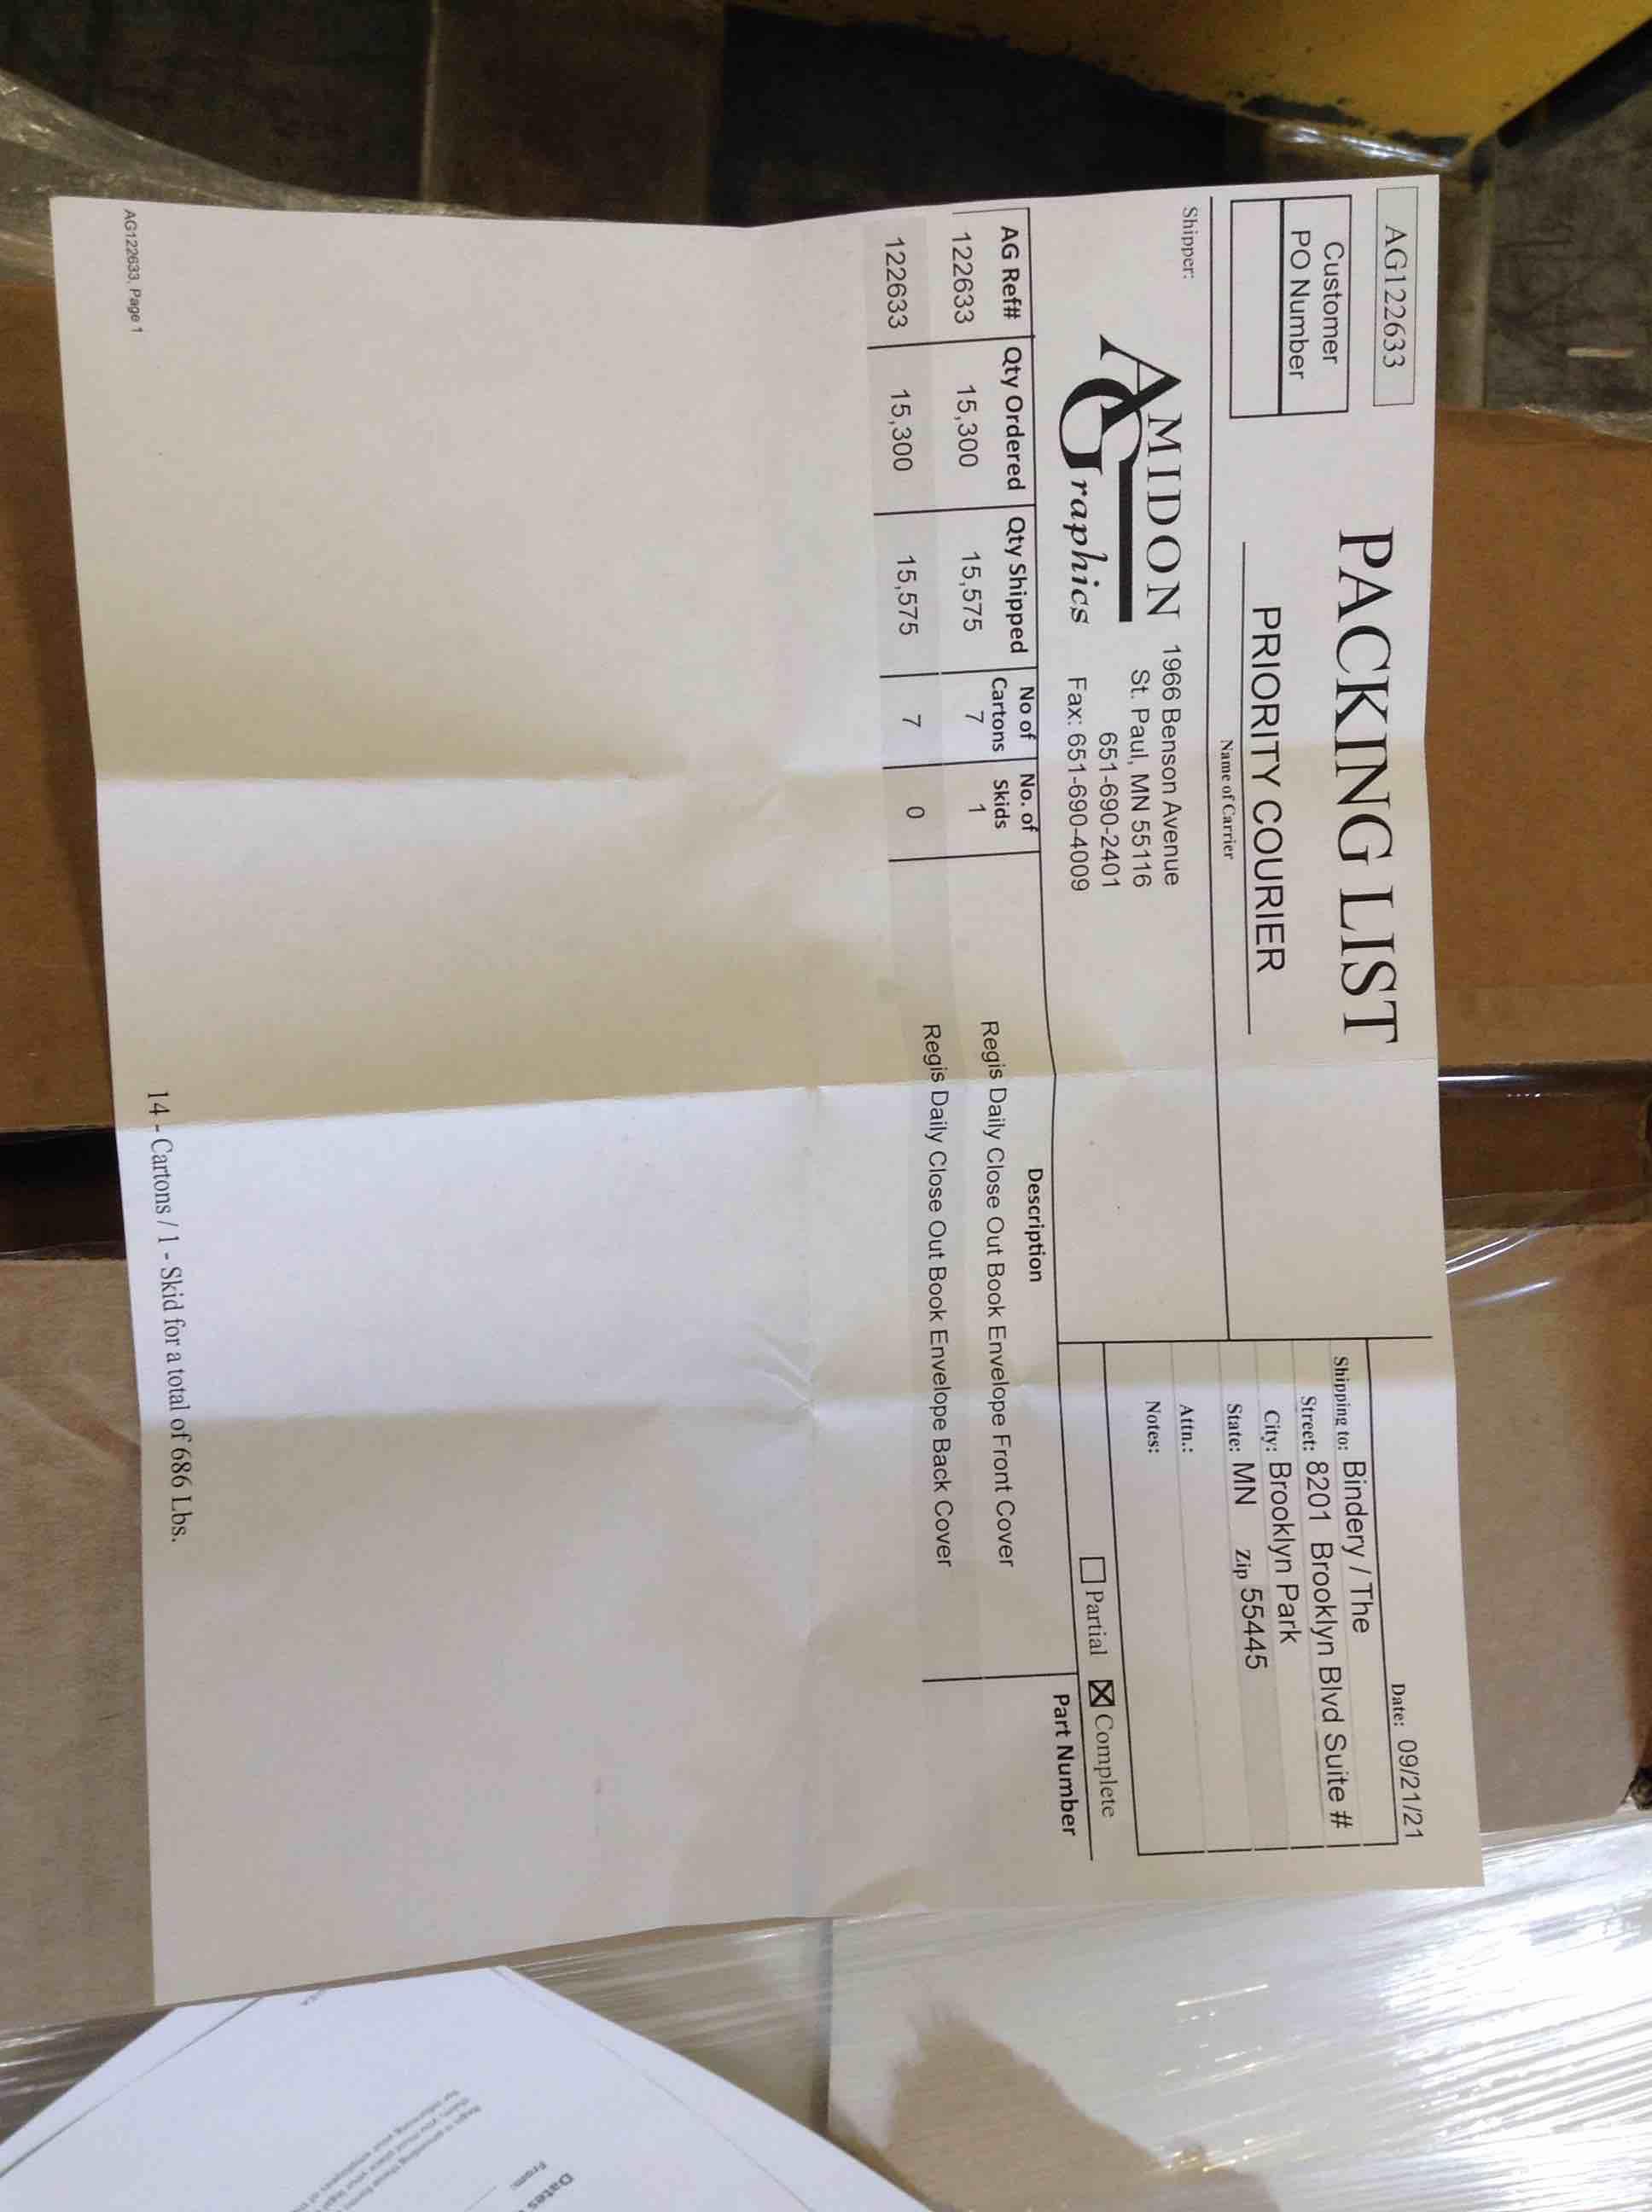 AG122633
PACKING LIST
Date: 09/21/21
Customer
PO Number
PRIORITY COURIER
Name of Carrier
Shipping to: Bindery / The
Street: 8201 Brooklyn Blvd Suite #
City: Brooklyn Park
State: MN Zip 55445
Attn.:
Notes:
Shipper:
AMIDON
Graphics
1966 Benson Avenue
St. Paul, MN 55116
651-690-2401
Fax: 651-690-4009
Partial Complete
AG Ref# Qty Ordered Qty Shipped No of Cartons No. of Skids Description Part Number
122633 15,300 15,575 7 1 Regis Daily Close Out Book Envelope Front Cover
122633 15,300 15,575 7 0 Regis Daily Close Out Book Envelope Back Cover
AG122633, Page 1
14 - Cartons / 1 - Skid for a total of 686 Lbs.
Dates
From: